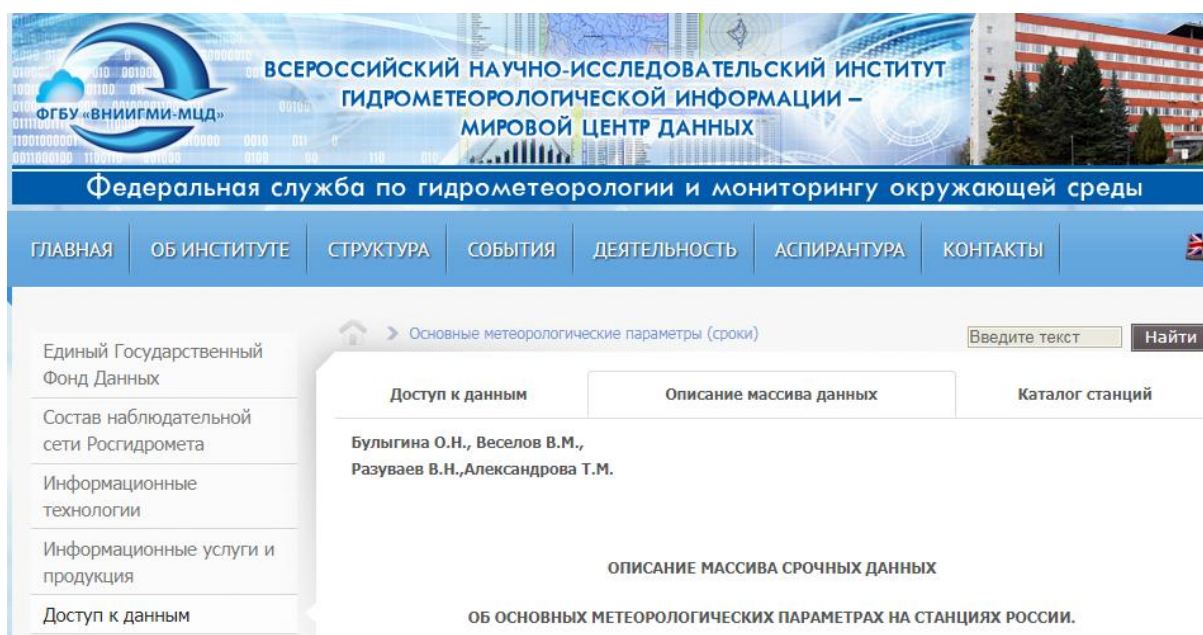 ВСЕРОССИЙСКИЙ НАУЧНО-ИССЛЕДОВАТЕЛЬСКИЙ ИНСТИТУТ
ГИДРОМЕТЕОРОЛОГИЧЕСКОЙ ИНФОРМАЦИИ –
МИРОВОЙ ЦЕНТР ДАННЫХ
ФГБУ «ВНИИГМИ-МЦД»
Федеральная служба по гидрометеорологии и мониторингу окружающей среды
ГЛАВНАЯ ОБ ИНСТИТУТЕ СТРУКТУРА СОБЫТИЯ ДЕЯТЕЛЬНОСТЬ АСПИРАНТУРА КОНТАКТЫ
Единый Государственный
Фонд Данных
Состав наблюдательной
сети Росгидромета
Информационные
технологии
Информационные услуги и
продукция
Доступ к данным
Основные метеорологические параметры (сроки)
Введите текст Найти
Доступ к данным Описание массива данных Каталог станций
Булыгина О.Н., Веселов В.М.,
Разуваев В.Н.,Александрова Т.М.
ОПИСАНИЕ МАССИВА СРОЧНЫХ ДАННЫХ
ОБ ОСНОВНЫХ МЕТЕОРОЛОГИЧЕСКИХ ПАРАМЕТРАХ НА СТАНЦИЯХ РОССИИ.